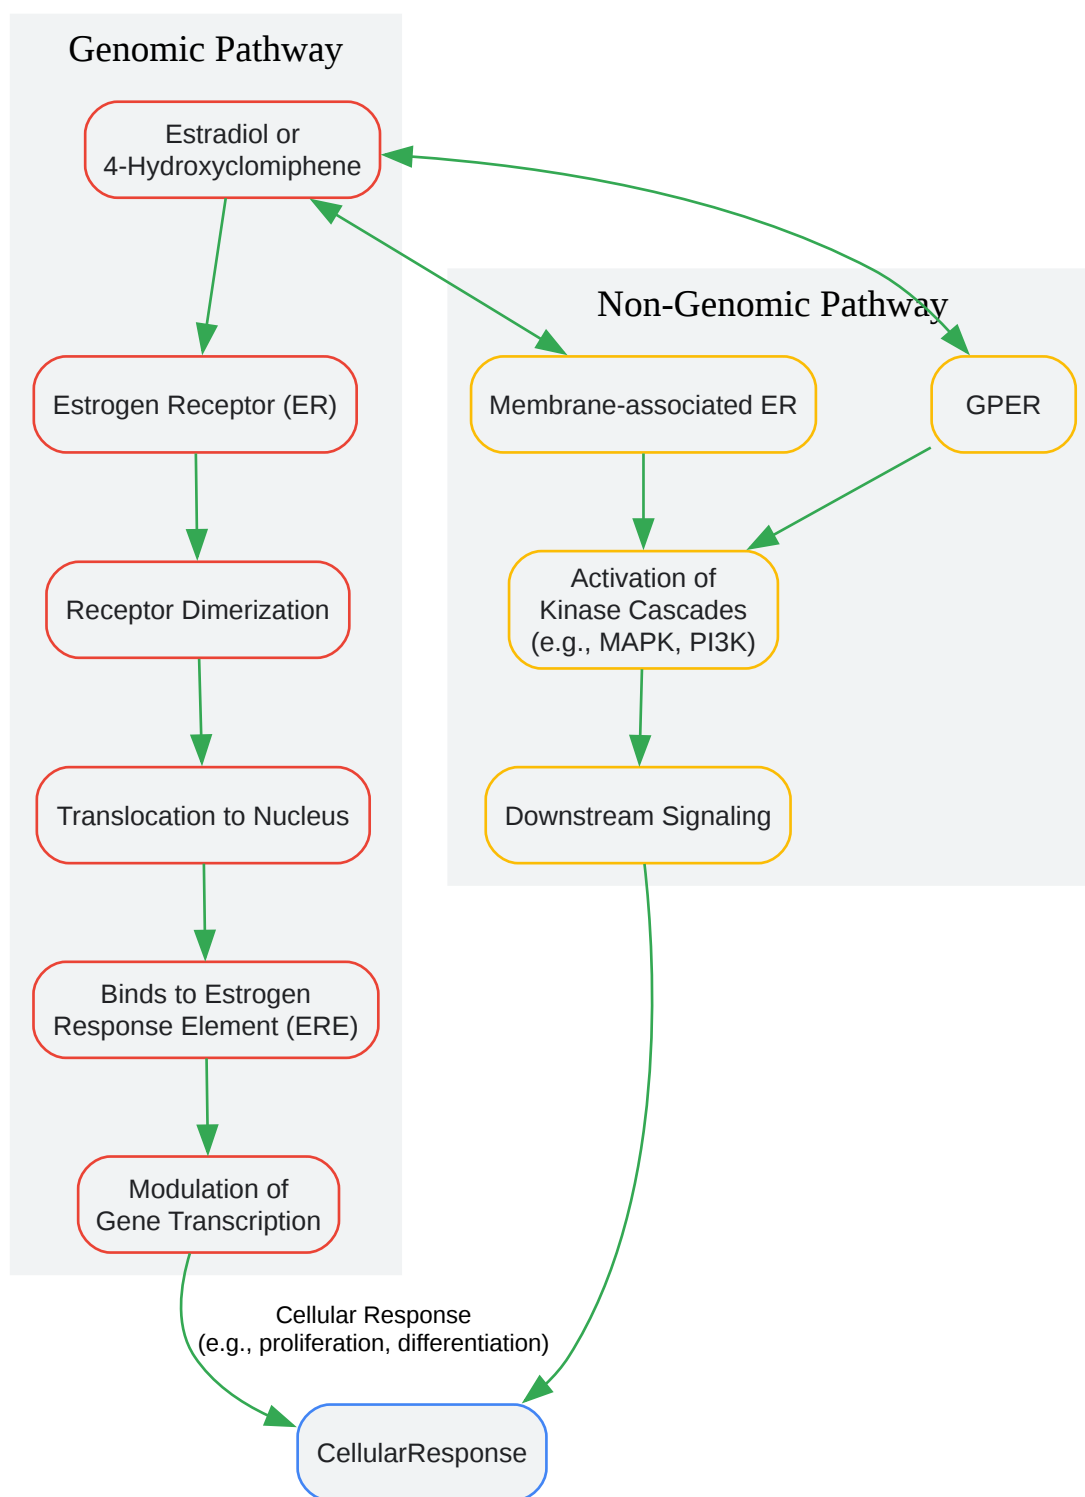 Genomic Pathway
Estradiol or
4-Hydroxyclomiphene
Non-Genomic Pathway
Estrogen Receptor (ER)
Membrane-associated ER
GPER
Receptor Dimerization
Activation of
Kinase Cascades
(e.g., MAPK, PI3K)
Translocation to Nucleus
Downstream Signaling
Binds to Estrogen
Response Element (ERE)
Modulation of
Gene Transcription
Cellular Response
(e.g., proliferation, differentiation)
CellularResponse